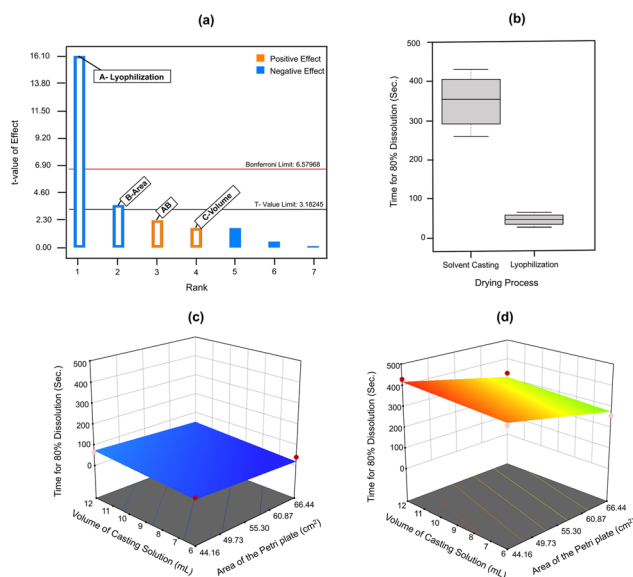 (a)
16.10
13.80
11.50
9.20
6.90
4.60
2.30
0.00
t-value of Effect
A- Lyophilization
Positive Effect
Negative Effect
Bonferroni Limit: 6.57968
B-Area
AB
C-Volume
T- Value Limit: 3.18245
1 2 3 4 5 6 7
Rank
(b)
500
400
300
200
100
0
Time for 80% Dissolution (Sec.)
Solvent Casting Lyophilization
Drying Process
(c)
500
400
300
200
100
0
Time for 80% Dissolution (Sec.)
12 11 10 9 8 7 6
Volume of Casting Solution (mL)
44.16 49.73 55.30 60.87 66.44
Area of the Petri plate (cm²)
(d)
500
400
300
200
100
0
Time for 80% Dissolution (Sec.)
12 11 10 9 8 7 6
Volume of Casting Solution (mL)
44.16 49.73 55.30 60.87 66.44
Area of the Petri plate (cm²)